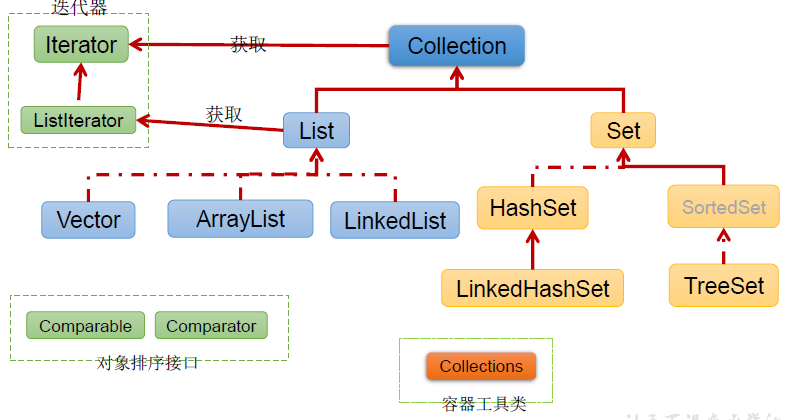 迭代器
Iterator
获取
Collection
ListIterator
获取
List
Set
Vector
ArrayList
LinkedList
HashSet
SortedSet
LinkedHashSet
TreeSet
Comparable
Comparator
对象排序接口
Collections
容器工具类